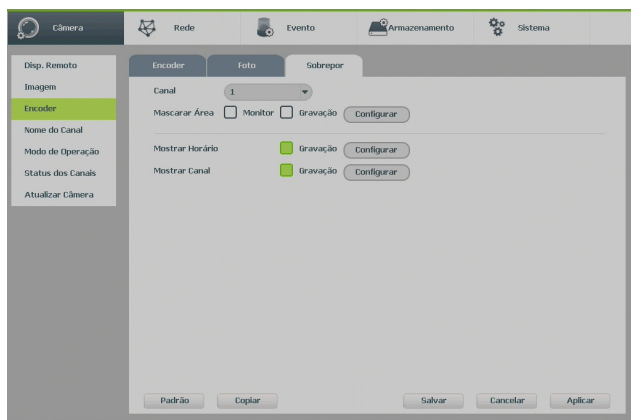 Câmera Rede Evento Armazenamento Sistema
Disp. Remoto
Imagem
Encoder
Nome do Canal
Modo de Operação
Status dos Canais
Atualizar Câmera
Encoder Foto Sobrepor
Canal 1
Mascarar Área Monitor Gravação Configurar
Mostrar Horário Gravação Configurar
Mostrar Canal Gravação Configurar
Padrão Copiar Salvar Cancelar Aplicar